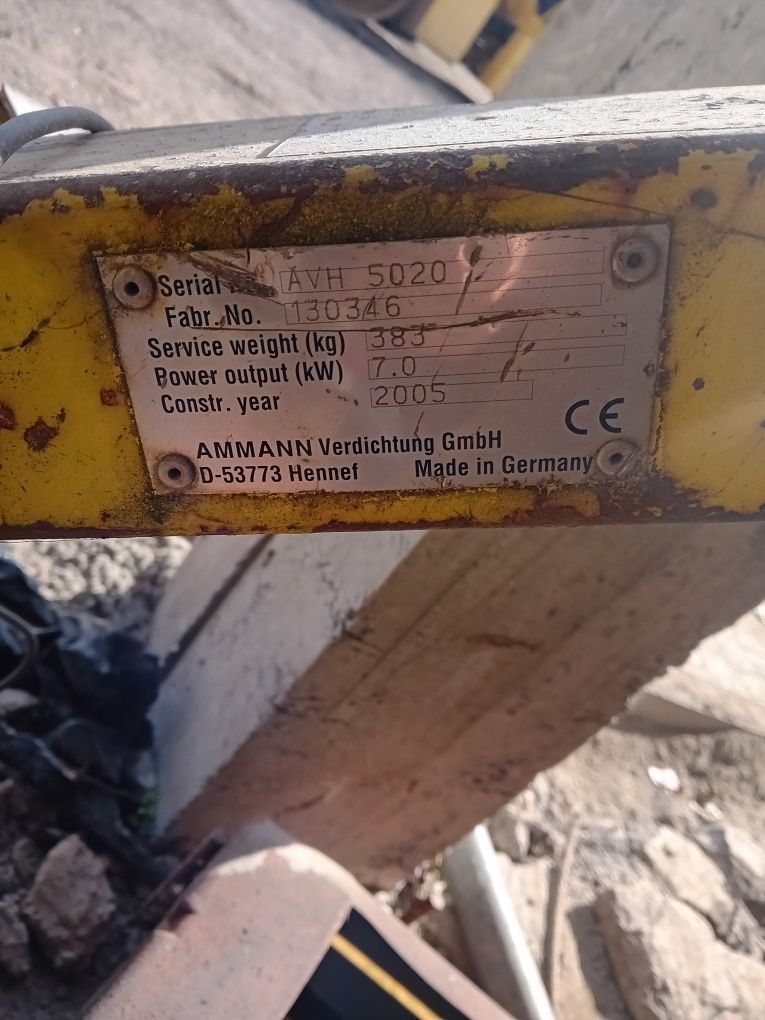 Serial AVH 5020
Fabr. No. 130346
Service weight (kg) 383
Power output (kW) 7.0
Constr. year 2005
CE
AMMANN Verdichtung GmbH
D-53773 Hennef Made in Germany